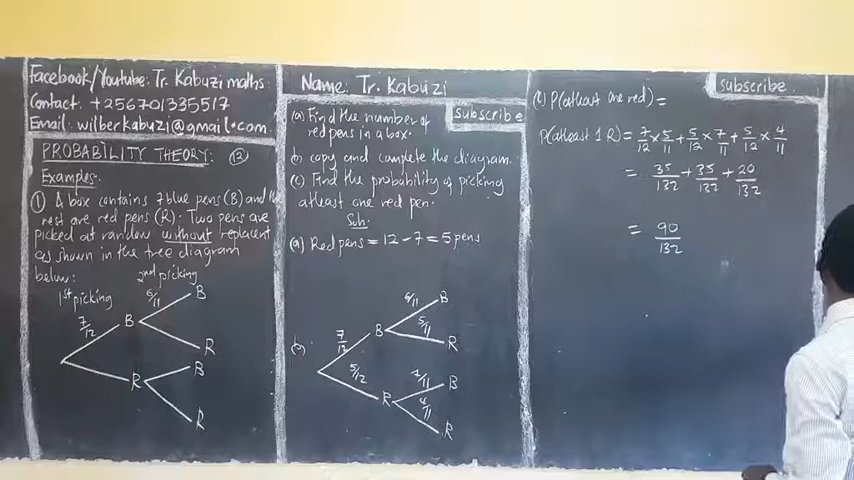 Facebook/Youtube: Tr. Kabuzi maths
Contact: +256701335517
Email: wilberkabuzi@gmail.com
PROBABILITY THEORY: (12)
Examples.
(1) A box contains 7 blue pens (B) and the
rest are red pens (R). Two pens are
picked at random without replacent
as shown in the tree diagram
below:
1st picking
2nd picking
7/12
B
6/11
B
R
R
B
R
Name: Tr. Kabuzi
subscribe
(a) Find the number of
red pens in a box.
(b) copy and complete the diagram.
(c) Find the probability of picking
atleast one red pen.
Soln.
(a) Red pens = 12 - 7 = 5 pens
7/12
B
6/11
B
5/11
R
5/12
R
7/11
B
4/11
R
subscribe
P(atleast one red) =
P(atleast 1 R) = 7/12 × 5/11 + 5/12 × 7/11 + 5/12 × 4/11
= 35/132 + 35/132 + 20/132
= 90/132